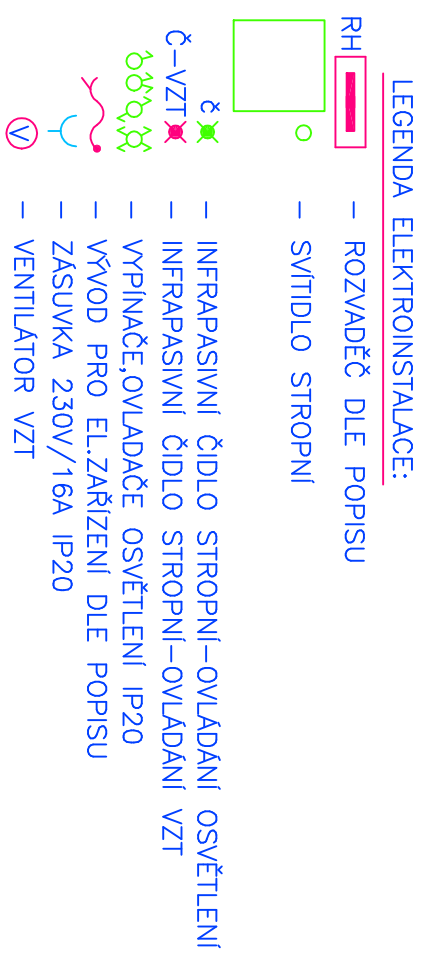 LEGENDA ELEKTROINSTALACE:
RH – ROZVADĚČ DLE POPISU
– SVÍTIDLO STROPNÍ
Č – INFRAPASIVNÍ ČIDLO STROPNÍ–OVLÁDÁNÍ OSVĚTLENÍ
Č–VZT – INFRAPASIVNÍ ČIDLO STROPNÍ–OVLÁDÁNÍ VZT
– VYPÍNAČE,OVLADAČE OSVĚTLENÍ IP20
– VÝVOD PRO EL.ZAŘÍZENÍ DLE POPISU
– ZÁSUVKA 230V/16A IP20
V – VENTILÁTOR VZT